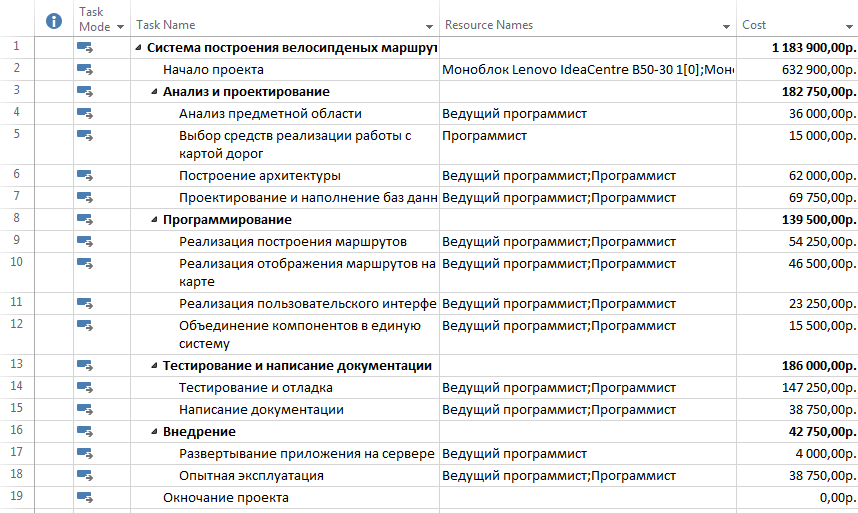 Task Mode Task Name Resource Names Cost
1 Система построения велосипденых маршрут 1 183 900,00р.
2 Начало проекта Моноблок Lenovo IdeaCentre B50-30 1[0];Моно 632 900,00р.
3 Анализ и проектирование 182 750,00р.
4 Анализ предметной области Ведущий программист 36 000,00р.
5 Выбор средств реализации работы с Программист 15 000,00р.
картой дорог
6 Построение архитектуры Ведущий программист;Программист 62 000,00р.
7 Проектирование и наполнение баз данн Ведущий программист;Программист 69 750,00р.
8 Программирование 139 500,00р.
9 Реализация построения маршрутов Ведущий программист;Программист 54 250,00р.
10 Реализация отображения маршрутов на Ведущий программист;Программист 46 500,00р.
карте
11 Реализация пользовательского интерфе Ведущий программист;Программист 23 250,00р.
12 Объединение компонентов в единую Ведущий программист;Программист 15 500,00р.
систему
13 Тестирование и написание документации 186 000,00р.
14 Тестирование и отладка Ведущий программист;Программист 147 250,00р.
15 Написание документации Ведущий программист;Программист 38 750,00р.
16 Внедрение 42 750,00р.
17 Развертывание приложения на сервере Ведущий программист 4 000,00р.
18 Опытная эксплуатация Ведущий программист;Программист 38 750,00р.
19 Окночание проекта 0,00р.